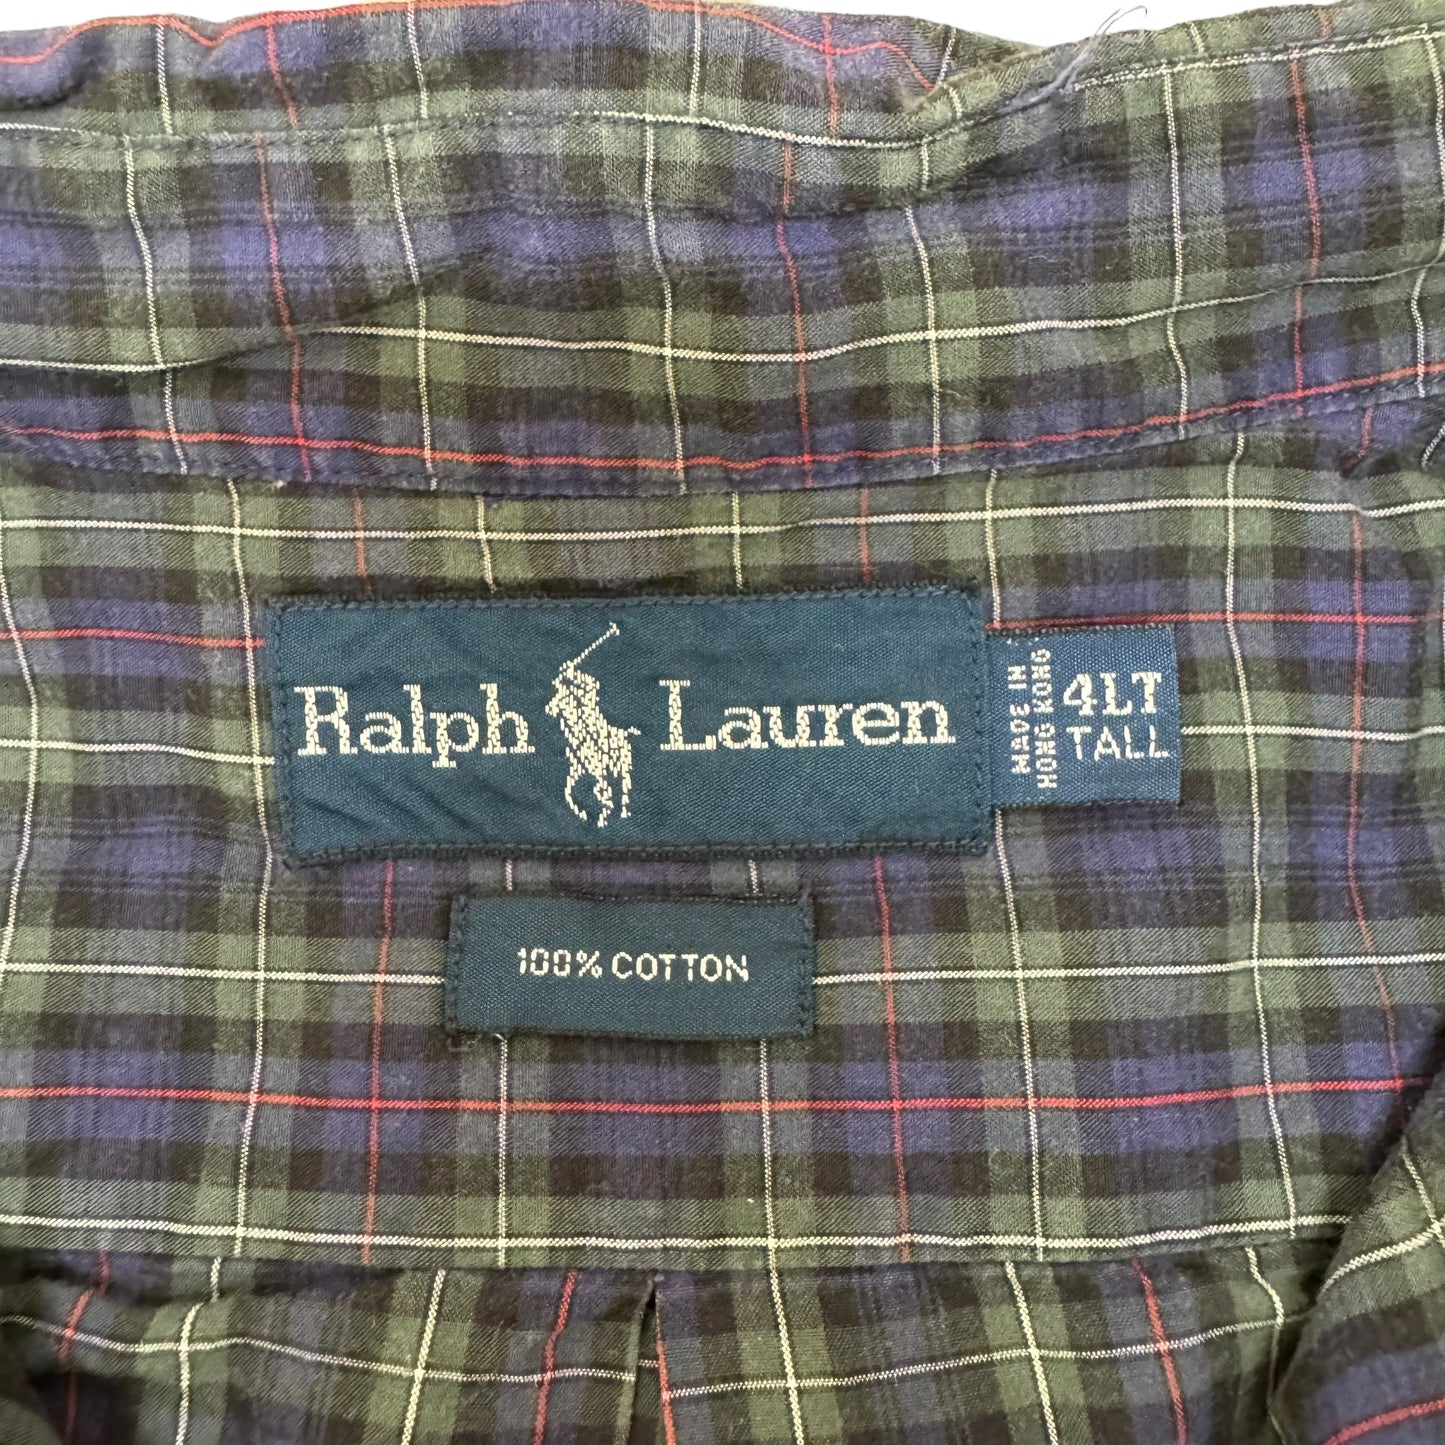 Ralph Lauren
MADE IN
HONG KONG
4LT
TALL
100% COTTON